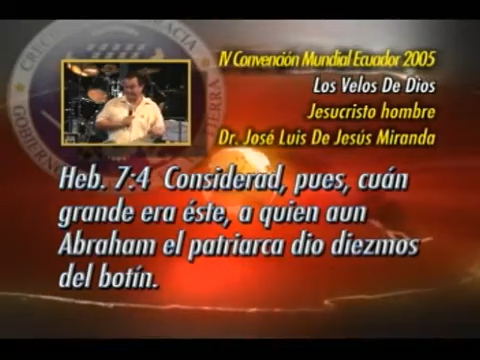 IV Convención Mundial Ecuador 2005
Los Velos De Dios
Jesucristo hombre
Dr. José Luis De Jesús Miranda
Heb. 7:4 Considerad, pues, cuán
grande era éste, a quien aun
Abraham el patriarca dio diezmos
del botín.